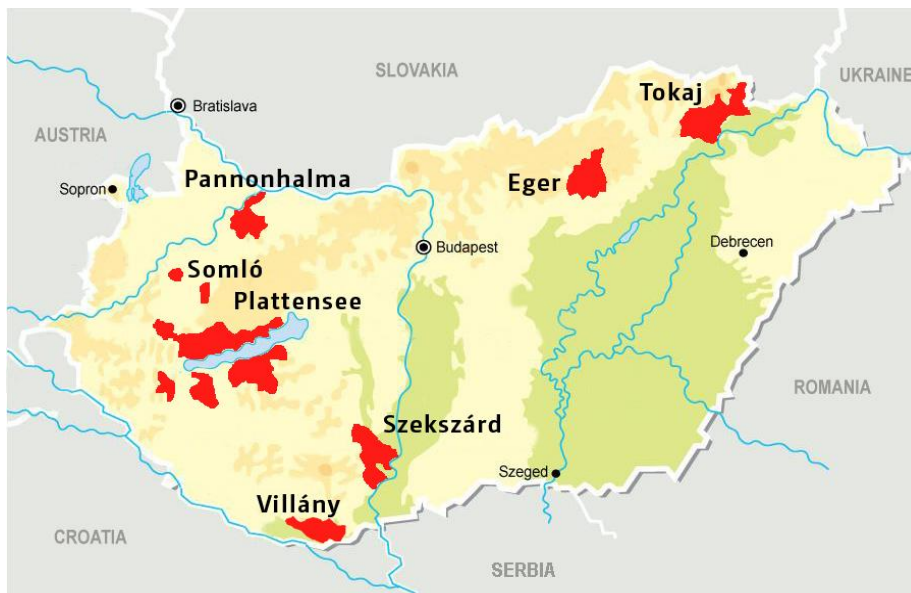 SLOVAKIA
UKRAINE
Tokaj
Bratislava
AUSTRIA
Pannonhalma
Eger
Sopron
Budapest
Debrecen
Somló
Plattensee
ROMANIA
Szekszárd
Szeged
Villány
CROATIA
SERBIA